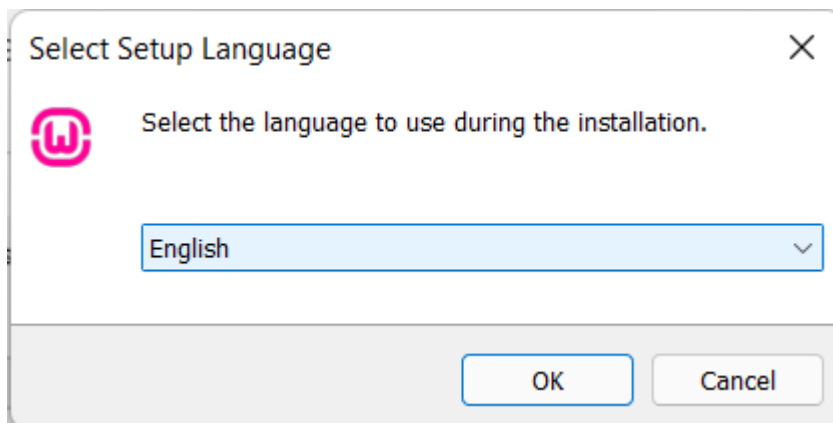 Select Setup Language
Select the language to use during the installation.
English
OK
Cancel